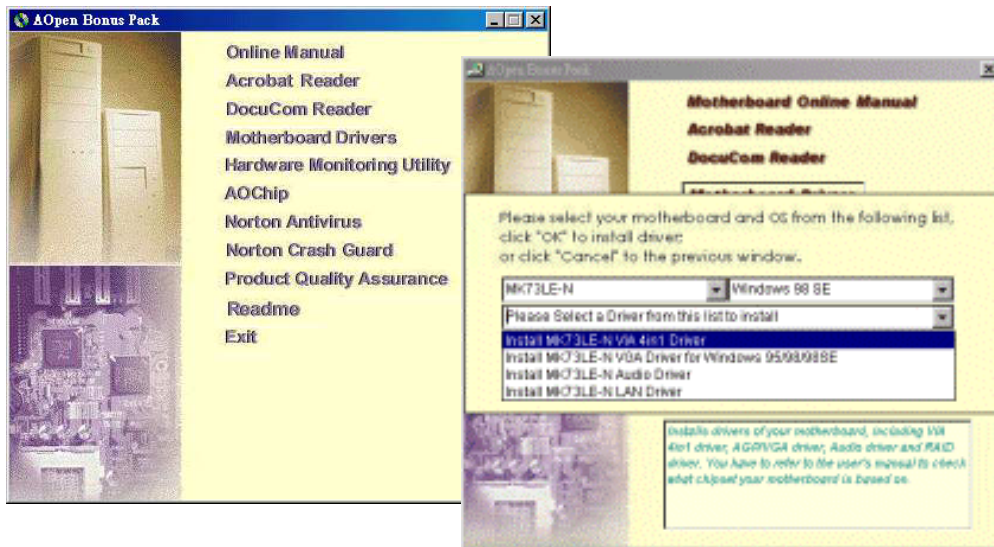 AOpen Bonus Pack
Online Manual
Acrobat Reader
DocuCom Reader
Motherboard Drivers
Hardware Monitoring Utility
AOChip
Norton Antivirus
Norton Crash Guard
Product Quality Assurance
Readme
Exit
AOpen Bonus Pack
Motherboard Online Manual
Acrobat Reader
DocuCom Reader
Motherboard Drivers
Please select your motherboard and OS from the following list,
click "OK" to install driver;
or click "Cancel" to the previous window.
MK73LE-N Windows 98 SE
Please Select a Driver from this list to install
Install MK73LE-N VIA 4in1 Driver
Install MK73LE-N VGA Driver for Windows 95/98/98SE
Install MK73LE-N Audio Driver
Install MK73LE-N LAN Driver
Installs drivers of your motherboard, including VIA
4in1 driver, AGP/VGA driver, Audio driver and RAID
driver. You have to refer to the user's manual to check
what chipset your motherboard is based on.